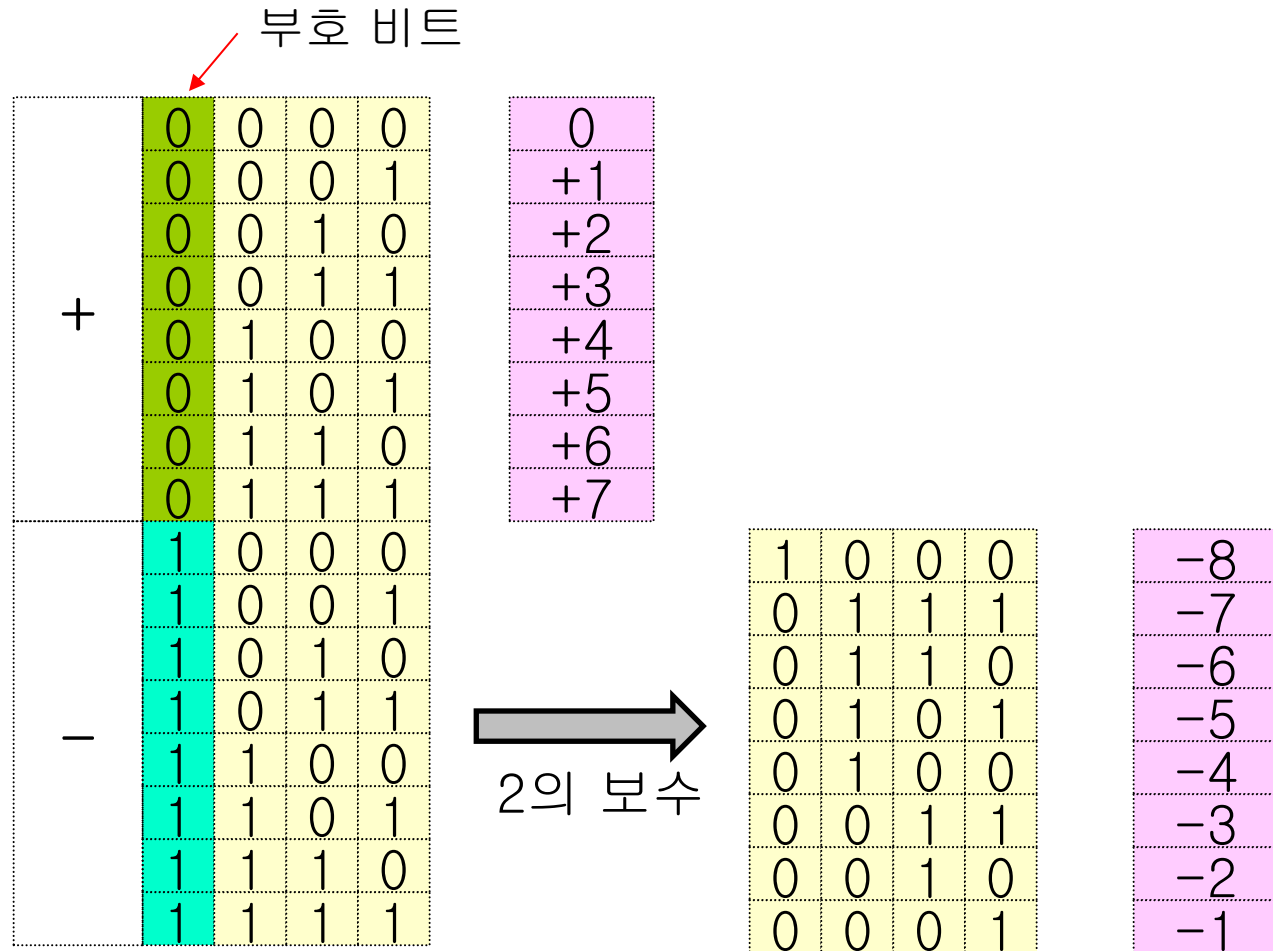 부호 비트
0 0 0 0 0
0 0 0 1 +1
0 0 1 0 +2
0 0 1 1 +3
+
0 1 0 0 +4
0 1 0 1 +5
0 1 1 0 +6
0 1 1 1 +7
1 0 0 0 1 0 0 0 -8
1 0 0 1 0 1 1 1 -7
1 0 1 0 0 1 1 0 -6
1 0 1 1 0 1 0 1 -5
-
1 1 0 0 0 1 0 0 -4
2의 보수
1 1 0 1 0 0 1 1 -3
1 1 1 0 0 0 1 0 -2
1 1 1 1 0 0 0 1 -1